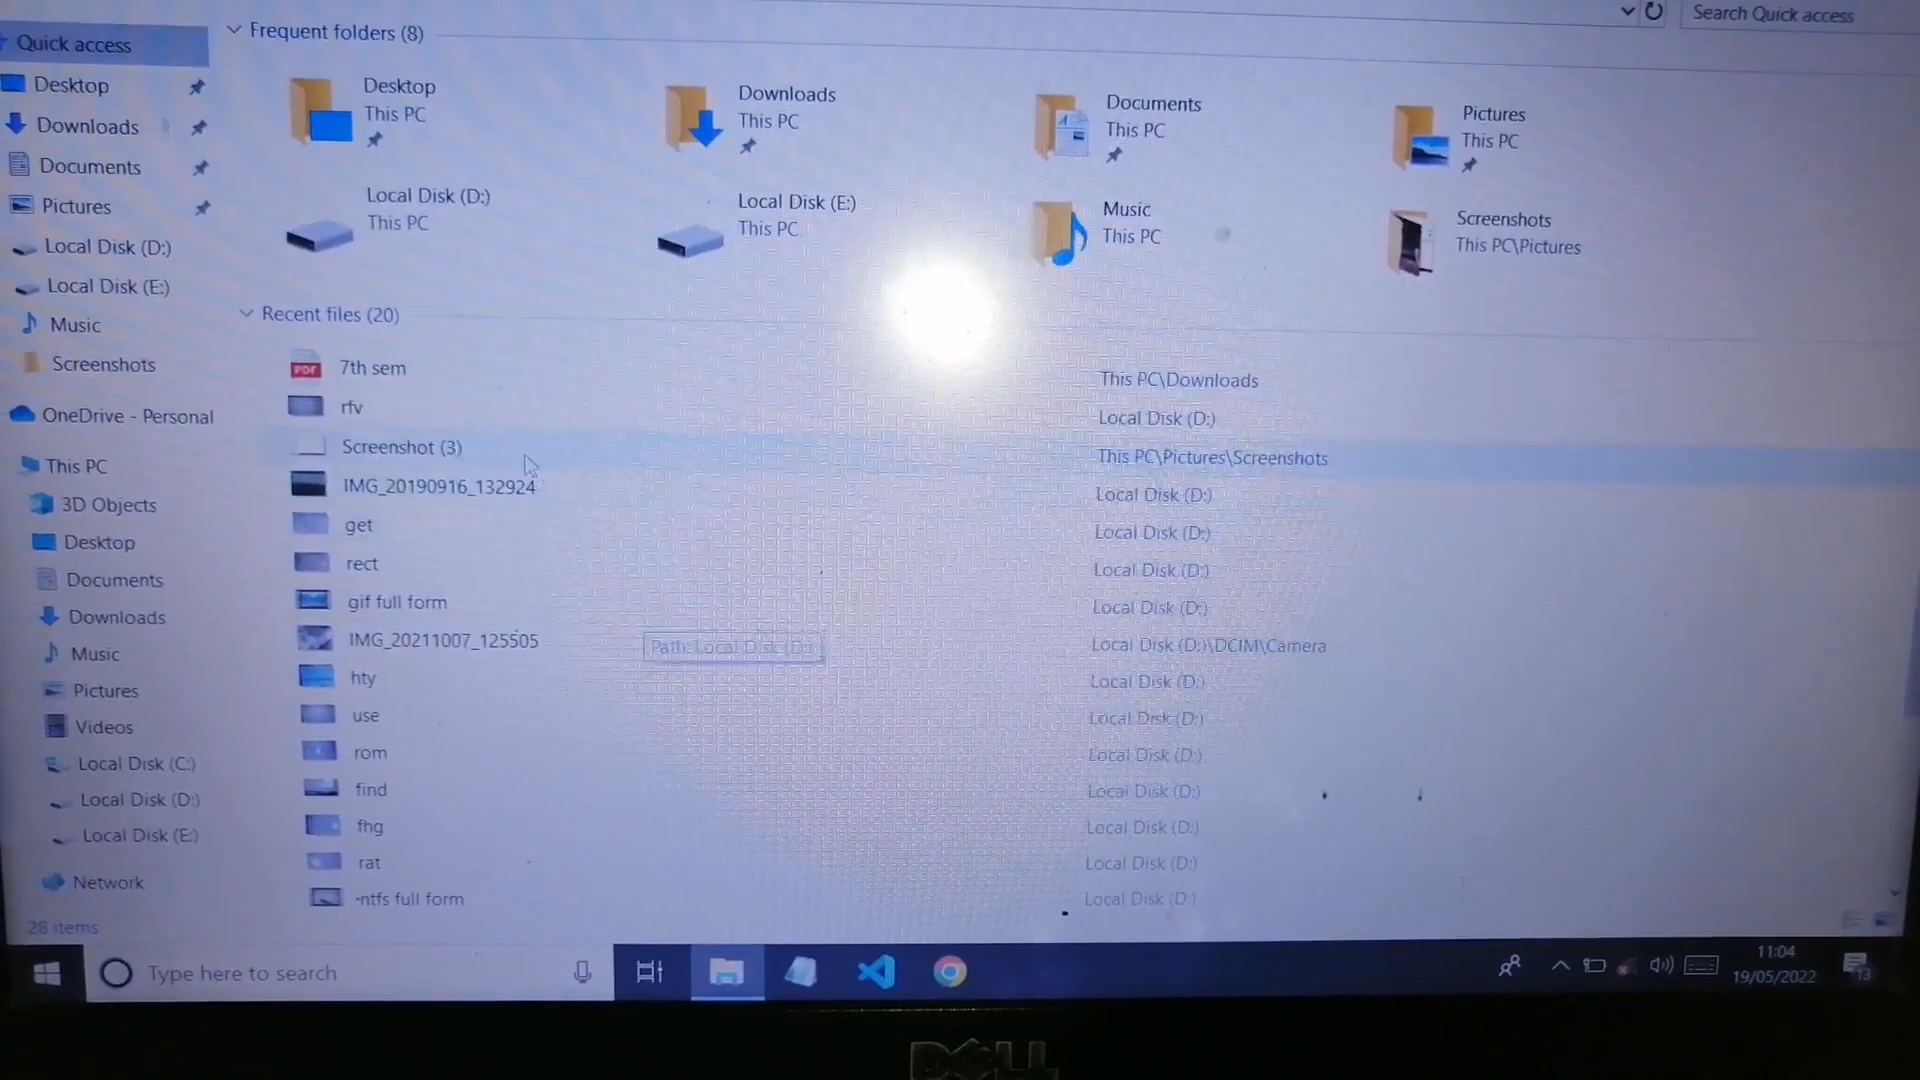 Search Quick access
Quick access
Desktop
Downloads
Documents
Pictures
Local Disk (D:)
Local Disk (E:)
Music
Screenshots
OneDrive - Personal
This PC
3D Objects
Desktop
Documents
Downloads
Music
Pictures
Videos
Local Disk (C:)
Local Disk (D:)
Local Disk (E:)
Network
28 items
Frequent folders (8)
Desktop
This PC
Downloads
This PC
Documents
This PC
Pictures
This PC
Local Disk (D:)
This PC
Local Disk (E:)
This PC
Music
This PC
Screenshots
This PC\Pictures
Recent files (20)
PDF 7th sem This PC\Downloads
rfv Local Disk (D:)
Screenshot (3) This PC\Pictures\Screenshots
IMG_20190916_132924 Local Disk (D:)
get Local Disk (D:)
rect Local Disk (D:)
gif full form Local Disk (D:)
IMG_20211007_125505 Local Disk (D:)\DCIM\Camera
Path: Local Disk (D:)
hty Local Disk (D:)
use Local Disk (D:)
rom Local Disk (D:)
find Local Disk (D:)
fhg Local Disk (D:)
rat Local Disk (D:)
-ntfs full form Local Disk (D:)
Type here to search
11:04
19/05/2022
13
DELL